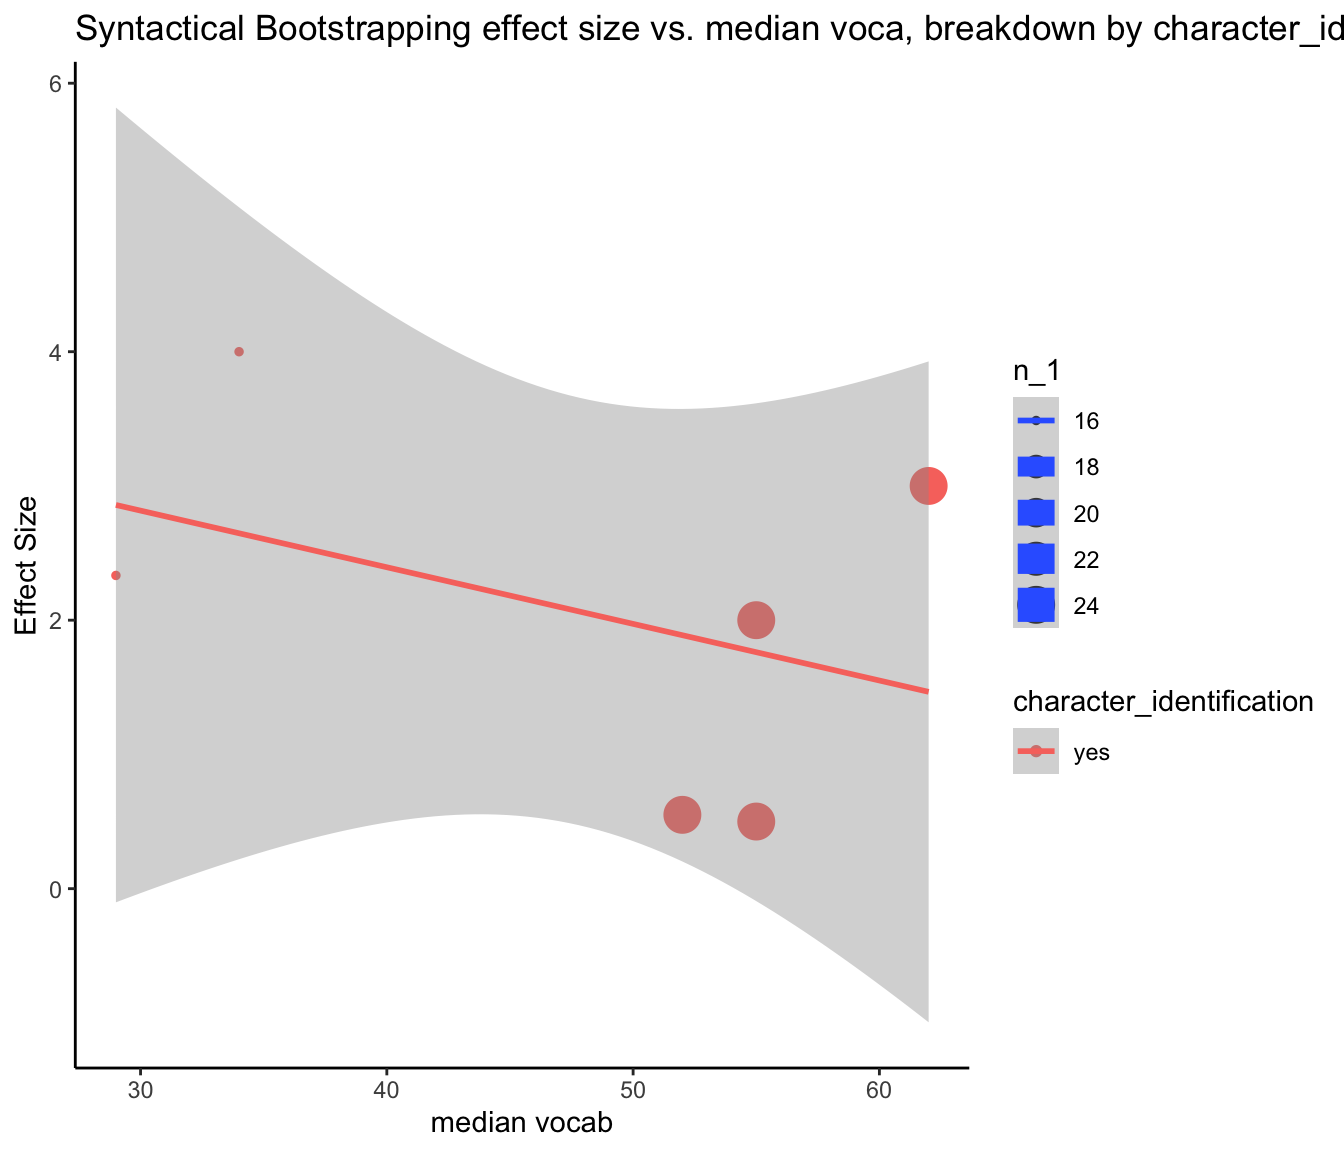 Syntactical Bootstrapping effect size vs. median voca, breakdown by character_id
6
4
2
0
Effect Size
30 40 50 60
median vocab
n_1
16
18
20
22
24
character_identification
yes